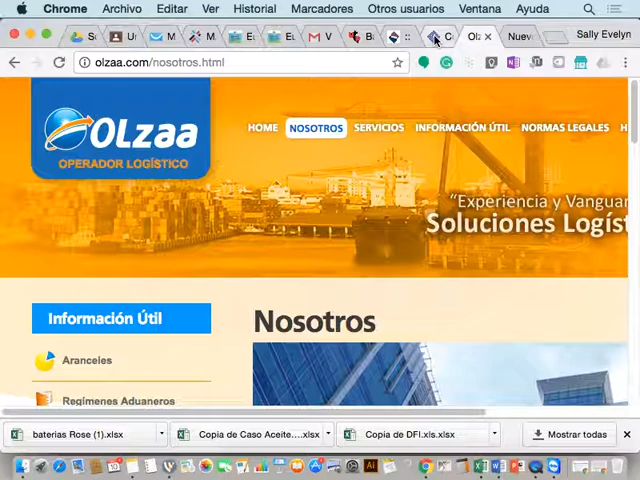 Chrome Archivo Editar Ver Historial Marcadores Otros usuarios Ventana Ayuda
Sally Evelyn
olzaa.com/nosotros.html
OLzaa
OPERADOR LOGÍSTICO
HOME NOSOTROS SERVICIOS INFORMACIÓN ÚTIL NORMAS LEGALES H
“Experiencia y Vanguar
Soluciones Logíst
Información Útil
Nosotros
Aranceles
Regímenes Aduaneros
baterias Rose (1).xlsx Copia de Caso Aceite....xlsx Copia de DFI.xls.xlsx Mostrar todas